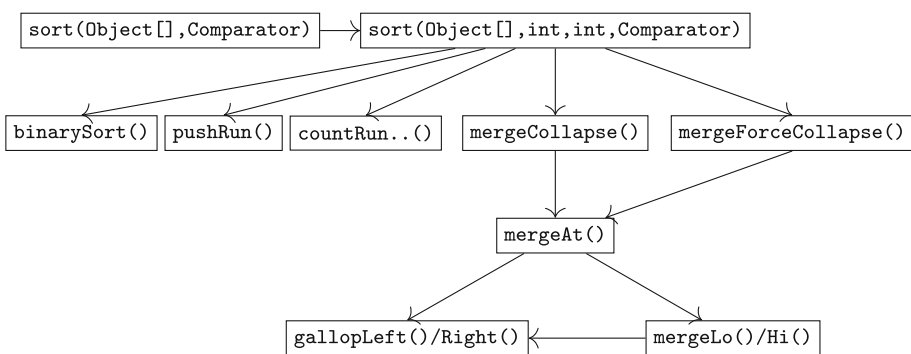 sort(Object[],Comparator)
sort(Object[],int,int,Comparator)
binarySort()
pushRun()
countRun..()
mergeCollapse()
mergeForceCollapse()
mergeAt()
gallopLeft()/Right()
mergeLo()/Hi()